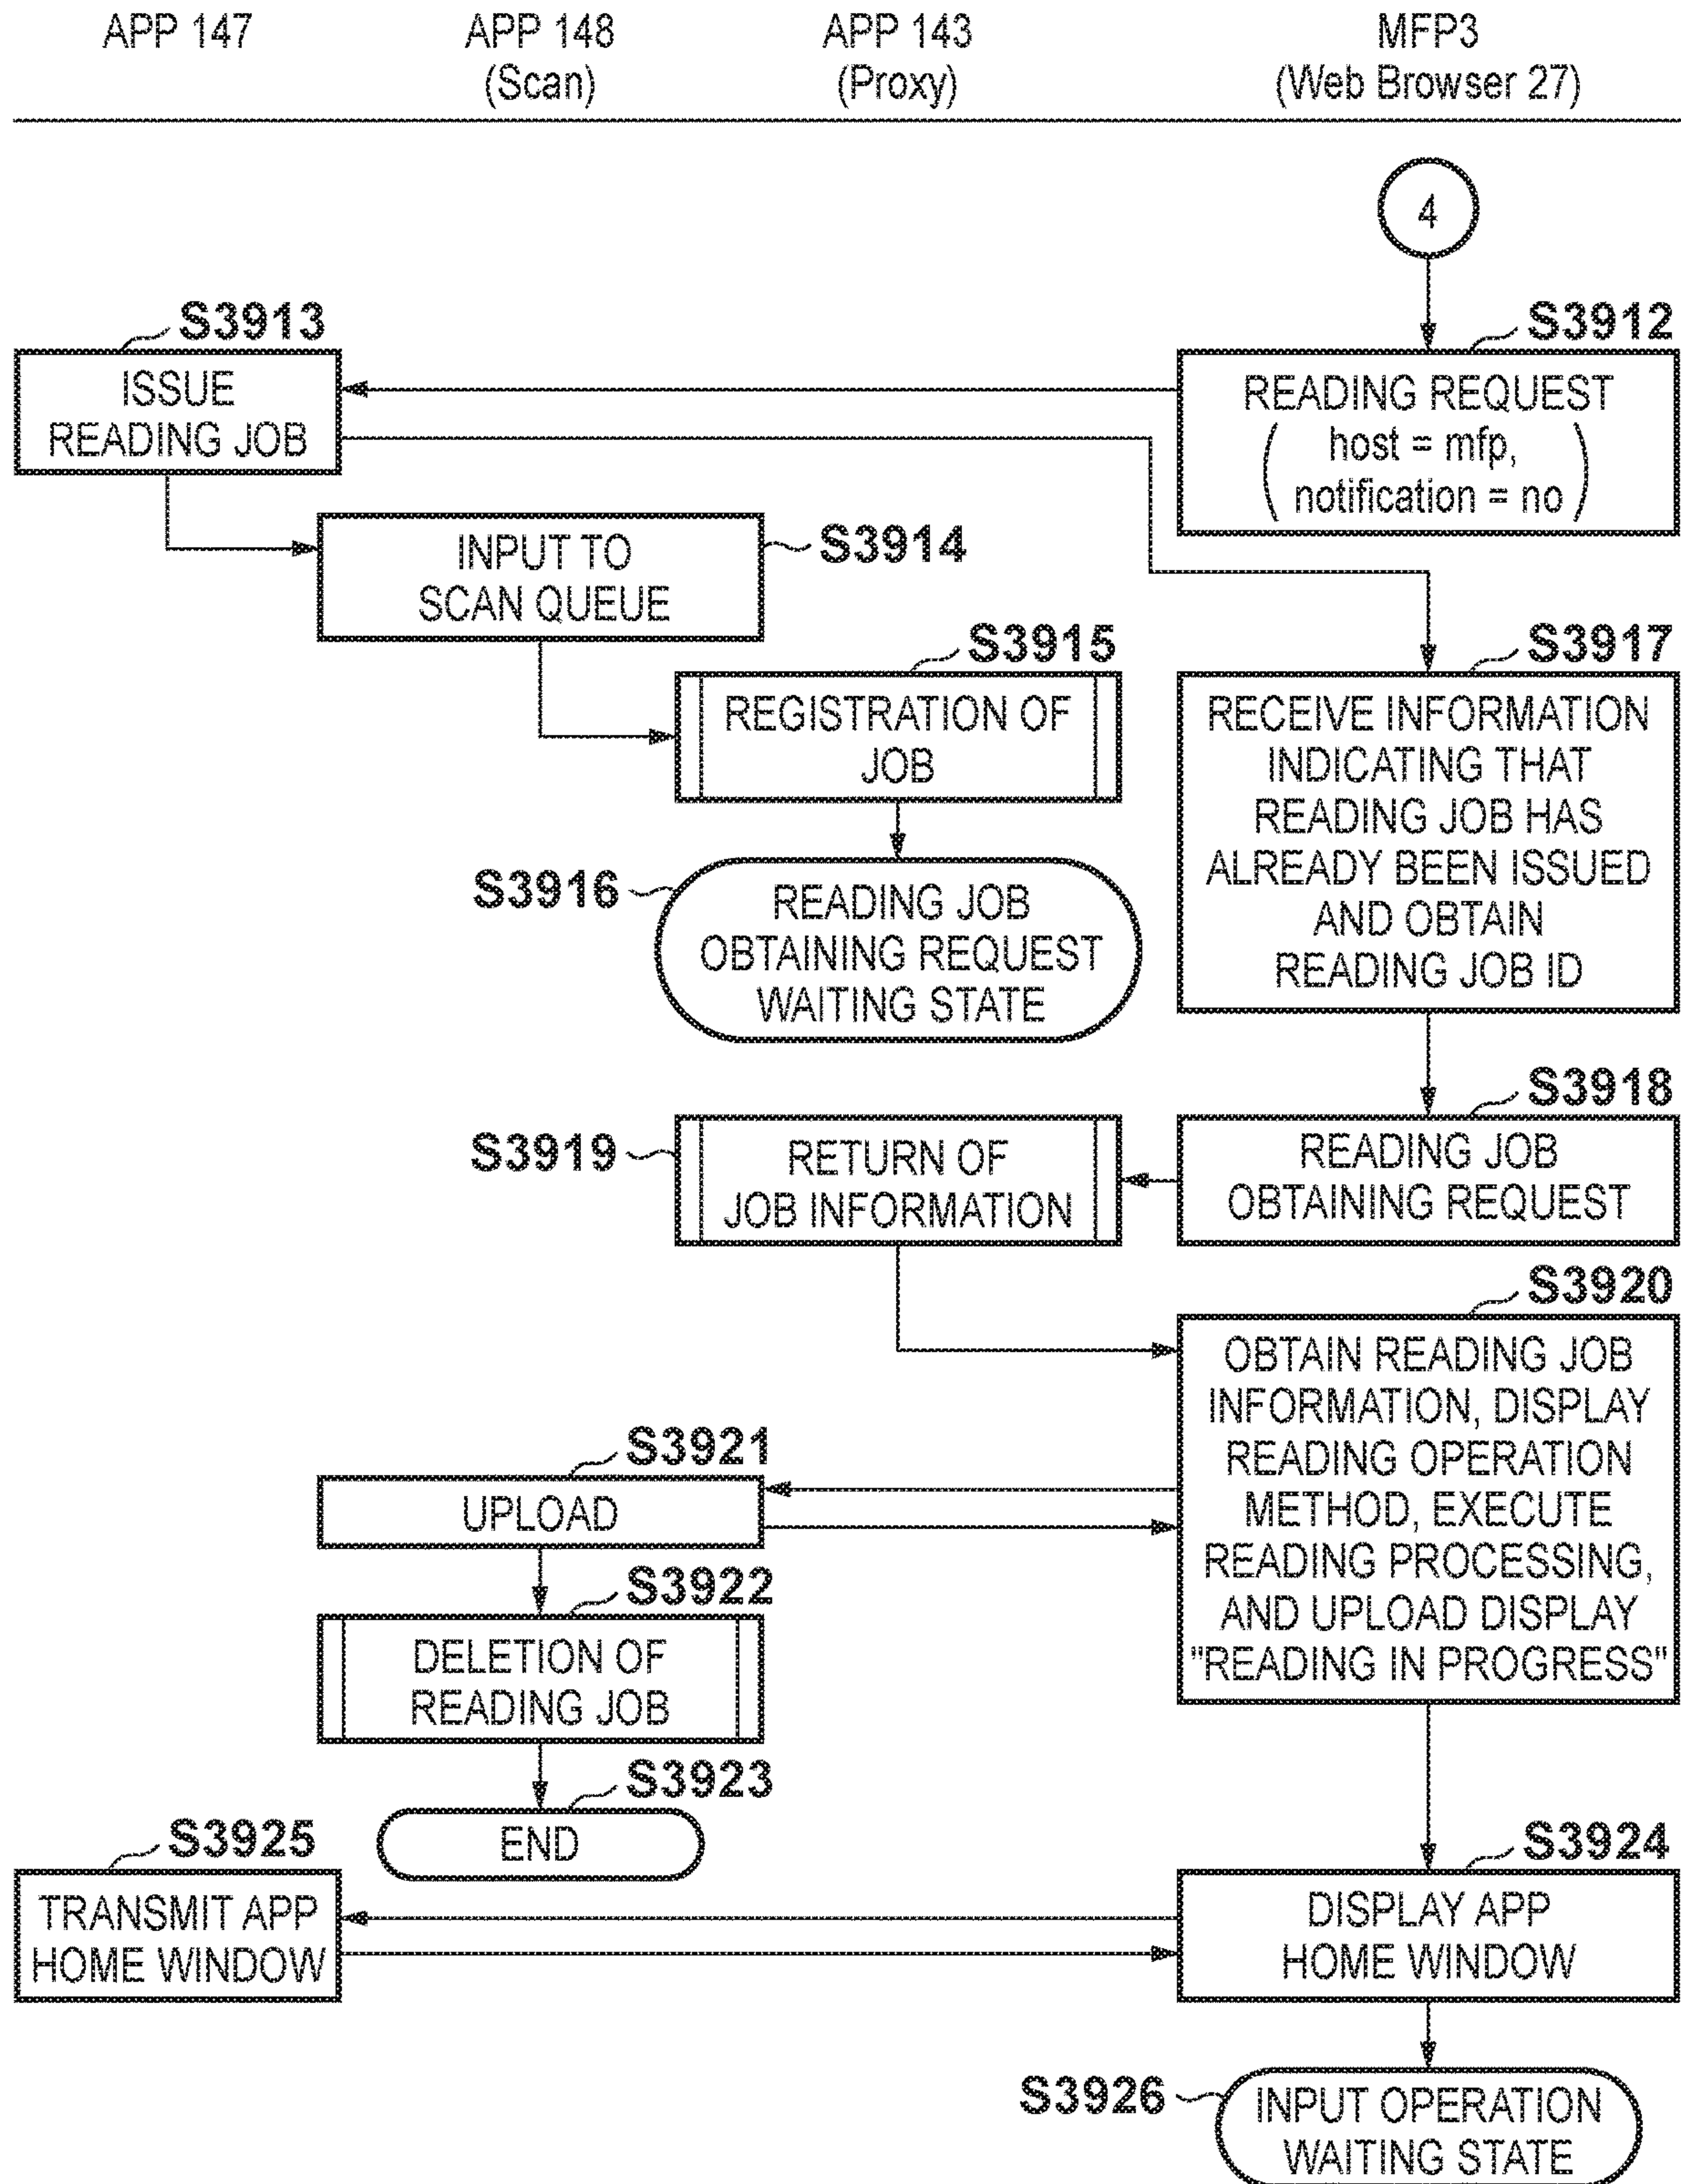 APP 147
APP 148
(Scan)
APP 143
(Proxy)
MFP3
(Web Browser 27)
4
S3912
READING REQUEST
( host = mfp,
notification = no )
S3913
ISSUE
READING JOB
INPUT TO
SCAN QUEUE
S3914
S3915
REGISTRATION OF
JOB
S3916
READING JOB
OBTAINING REQUEST
WAITING STATE
S3917
RECEIVE INFORMATION
INDICATING THAT
READING JOB HAS
ALREADY BEEN ISSUED
AND OBTAIN
READING JOB ID
S3918
READING JOB
OBTAINING REQUEST
S3919
RETURN OF
JOB INFORMATION
S3920
OBTAIN READING JOB
INFORMATION, DISPLAY
READING OPERATION
METHOD, EXECUTE
READING PROCESSING,
AND UPLOAD DISPLAY
"READING IN PROGRESS"
S3921
UPLOAD
S3922
DELETION OF
READING JOB
S3923
END
S3925
TRANSMIT APP
HOME WINDOW
S3924
DISPLAY APP
HOME WINDOW
S3926
INPUT OPERATION
WAITING STATE